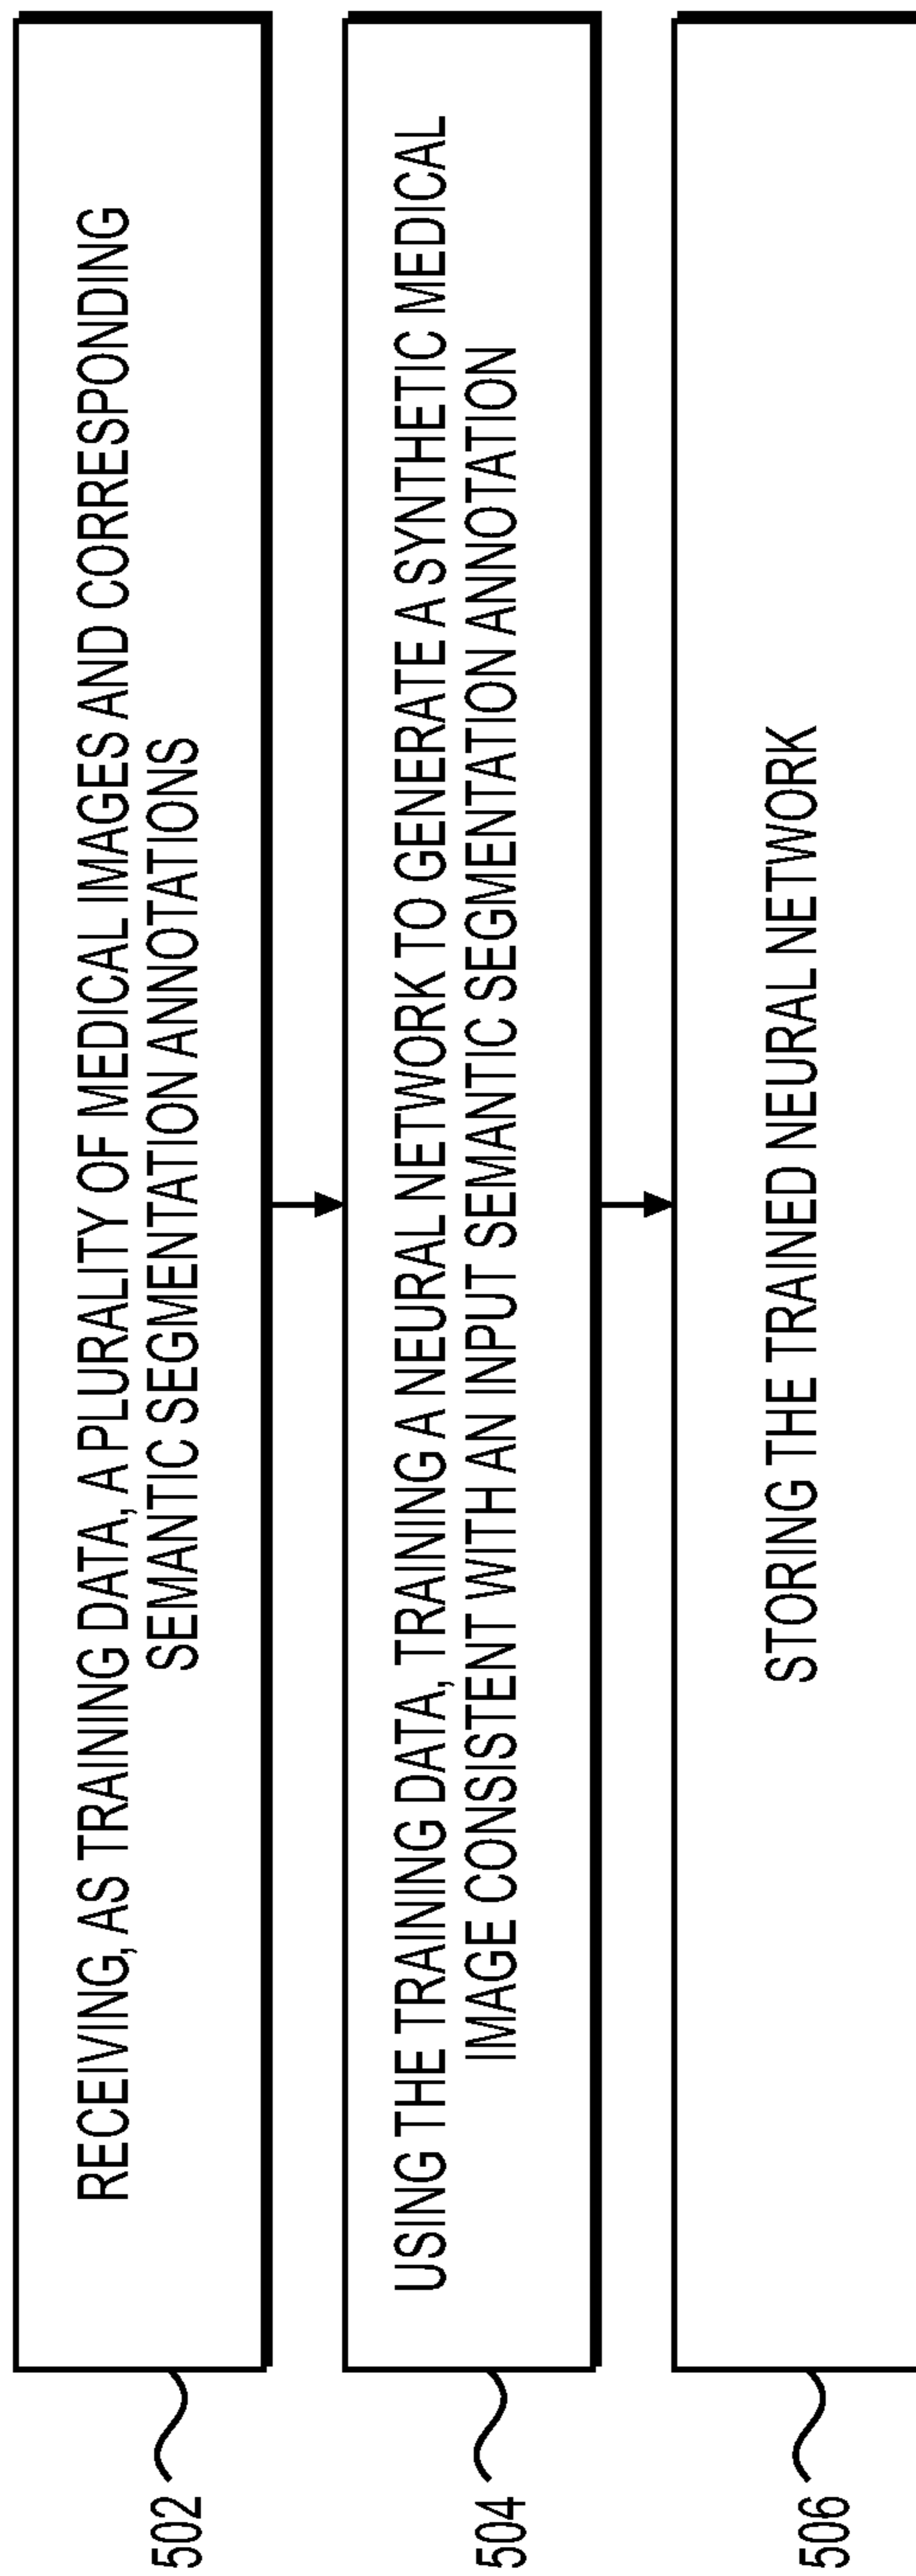 502
RECEIVING, AS TRAINING DATA, A PLURALITY OF MEDICAL IMAGES AND CORRESPONDING
SEMANTIC SEGMENTATION ANNOTATIONS
504
USING THE TRAINING DATA, TRAINING A NEURAL NETWORK TO GENERATE A SYNTHETIC MEDICAL
IMAGE CONSISTENT WITH AN INPUT SEMANTIC SEGMENTATION ANNOTATION
506
STORING THE TRAINED NEURAL NETWORK